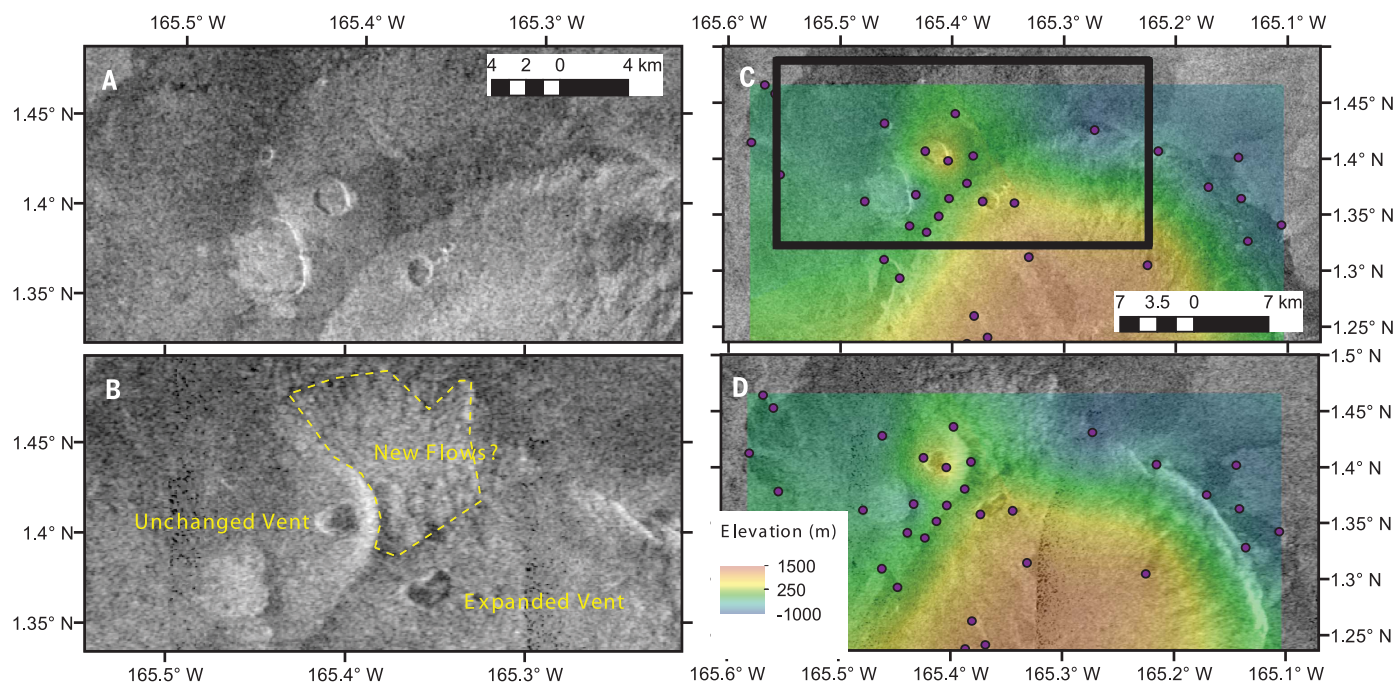 165.5° W 165.4° W 165.3° W
165.6° W 165.5° W 165.4° W 165.3° W 165.2° W 165.1° W
A
4 2 0 4 km
1.45° N
1.4° N
1.35° N
C
7 3.5 0 7 km
1.45° N
1.4° N
1.35° N
1.3° N
1.25° N
B
New Flows?
Unchanged Vent
Expanded Vent
1.45° N
1.4° N
1.35° N
165.5° W 165.4° W 165.3° W
D
Elevation (m)
1500
250
-1000
1.5° N
1.45° N
1.4° N
1.35° N
1.3° N
1.25° N
165.6° W 165.5° W 165.4° W 165.3° W 165.2° W 165.1° W